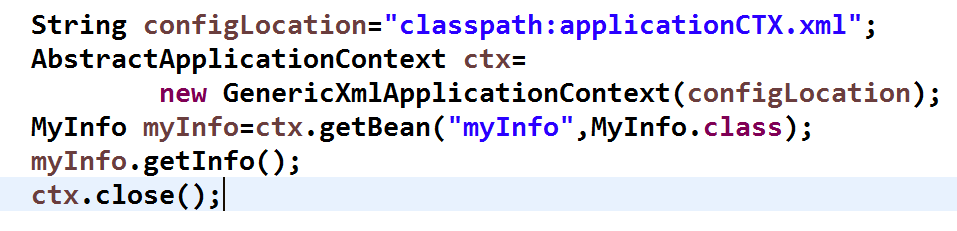 String configLocation="classpath:applicationCTX.xml";
AbstractApplicationContext ctx=
new GenericXmlApplicationContext(configLocation);
MyInfo myInfo=ctx.getBean("myInfo",MyInfo.class);
myInfo.getInfo();
ctx.close();